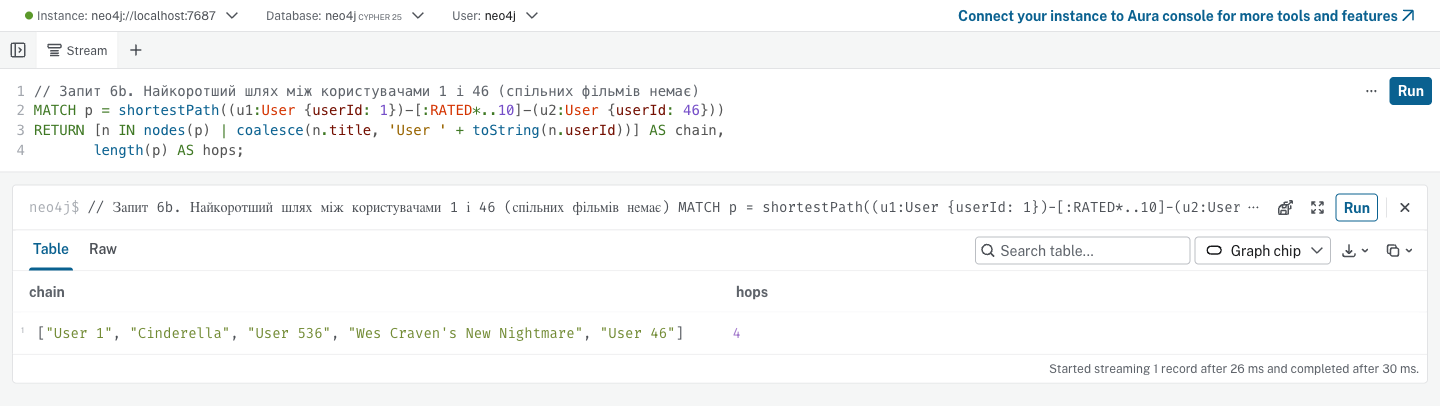 Instance: neo4j://localhost:7687 Database: neo4j CYPHER 25 User: neo4j Connect your instance to Aura console for more tools and features
Stream
1 // Запит 6b. Найкоротший шлях між користувачами 1 і 46 (спільних фільмів немає)
... Run
2 MATCH p = shortestPath((u1:User {userId: 1})-[:RATED*..10]-(u2:User {userId: 46}))
3 RETURN [n IN nodes(p) | coalesce(n.title, 'User ' + toString(n.userId))] AS chain,
4 length(p) AS hops;
neo4j$ // Запит 6b. Найкоротший шлях між користувачами 1 і 46 (спільних фільмів немає) MATCH p = shortestPath((u1:User {userId: 1})-[:RATED*..10]-(u2:User ... Run
Table Raw Search table... Graph chip
chain hops
1 ["User 1", "Cinderella", "User 536", "Wes Craven's New Nightmare", "User 46"] 4
Started streaming 1 record after 26 ms and completed after 30 ms.